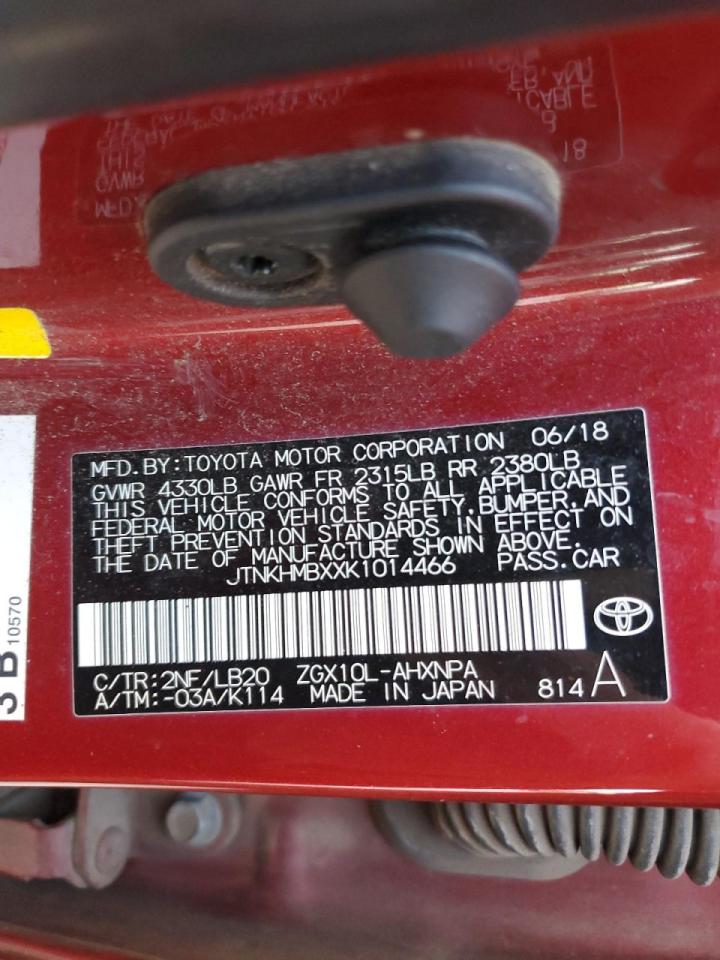 MFD. BY: TOYOTA MOTOR CORPORATION 06/18
GVWR 4330LB GAWR FR 2315LB RR 2380LB
THIS VEHICLE CONFORMS TO ALL APPLICABLE
FEDERAL MOTOR VEHICLE SAFETY, BUMPER, AND
THEFT PREVENTION STANDARDS IN EFFECT ON
THE DATE OF MANUFACTURE SHOWN ABOVE.
JTNKHMBXXK1014466 PASS. CAR
C/TR: 2NF/LB20 ZGX10L-AHXNPA
A/TM: -03A/K114 MADE IN JAPAN 814 A
3 B 10570